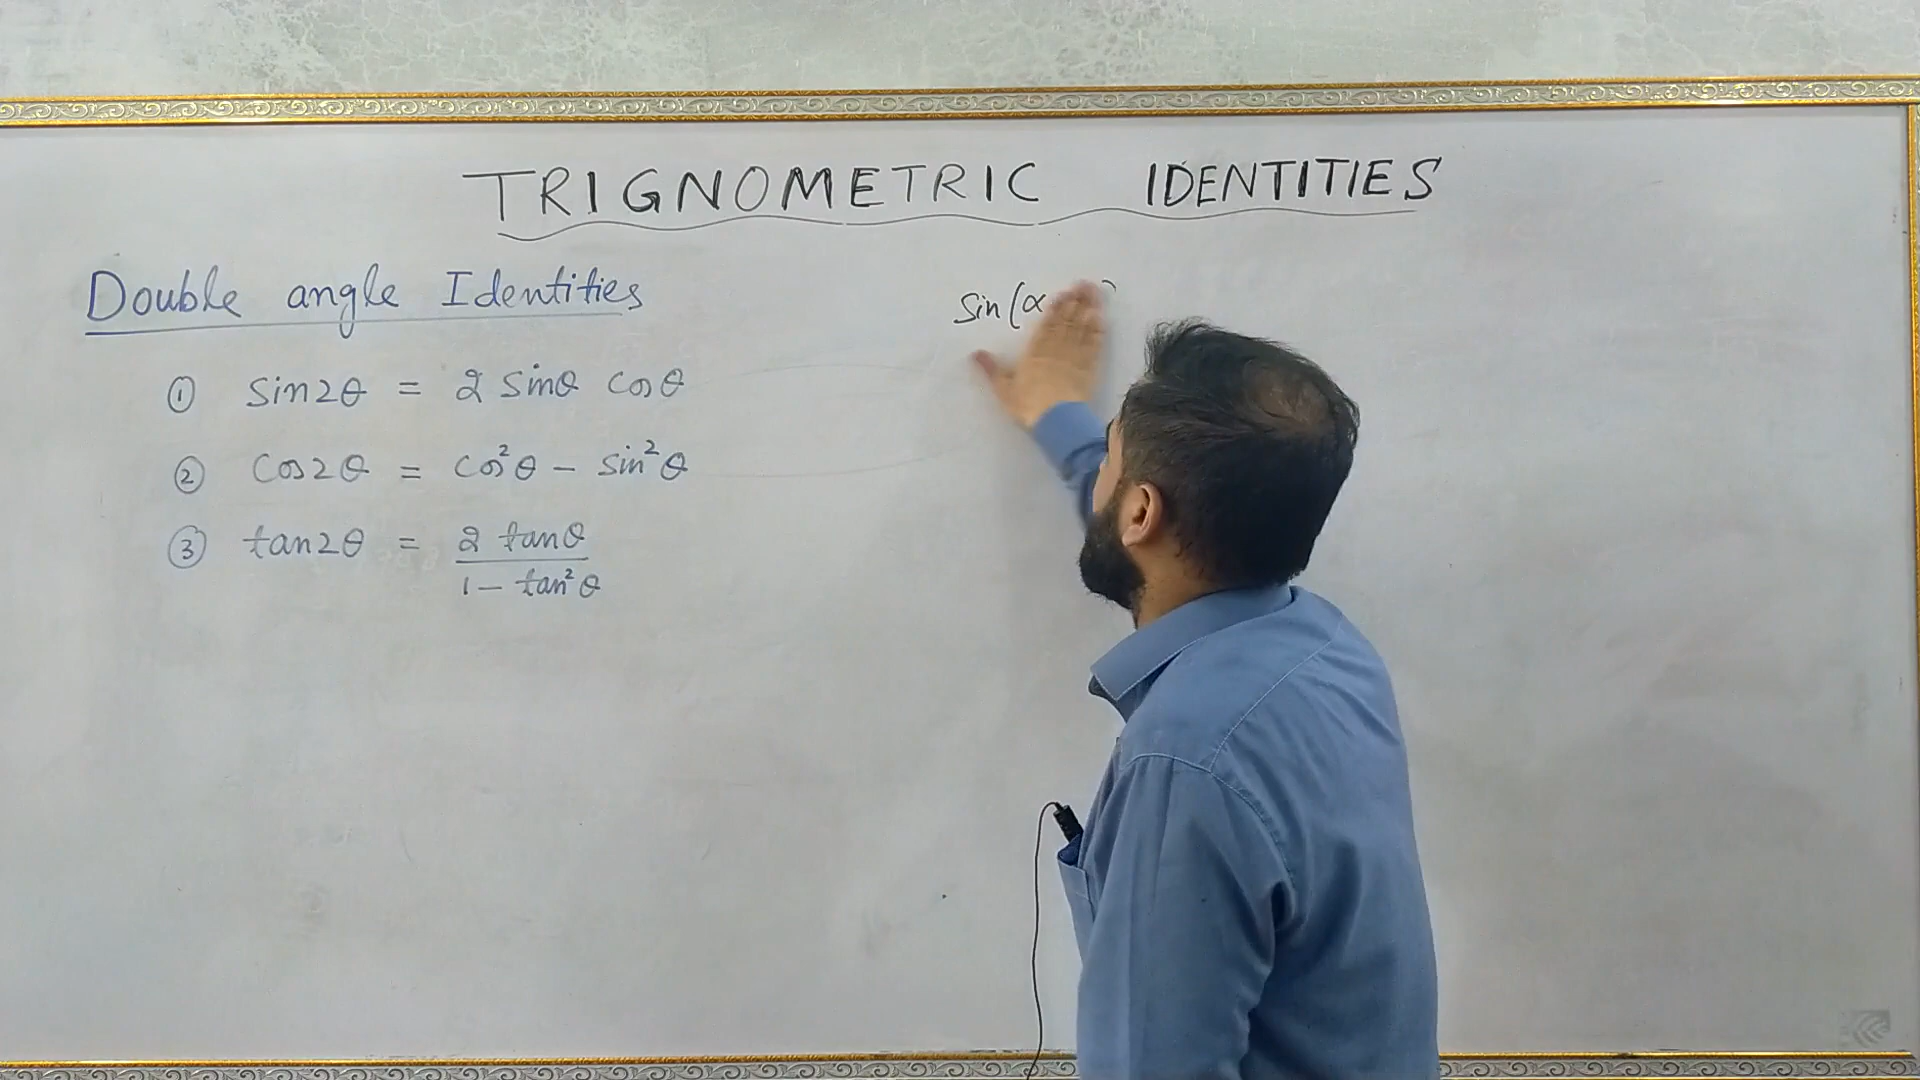 TRIGNOMETRIC IDENTITIES
Double angle Identities
① sin2θ = 2 sinθ cosθ
② cos2θ = cos²θ – sin²θ
③ tan2θ = 2 tanθ
1 – tan²θ
Sin(α